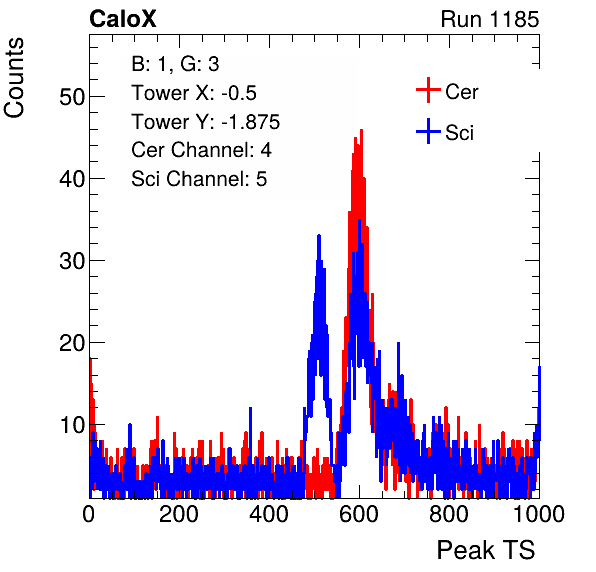 CaloX Run 1185
Counts
B: 1, G: 3
Tower X: -0.5
Tower Y: -1.875
Cer Channel: 4
Sci Channel: 5
Cer
Sci
50
40
30
20
10
0 200 400 600 800 1000
Peak TS